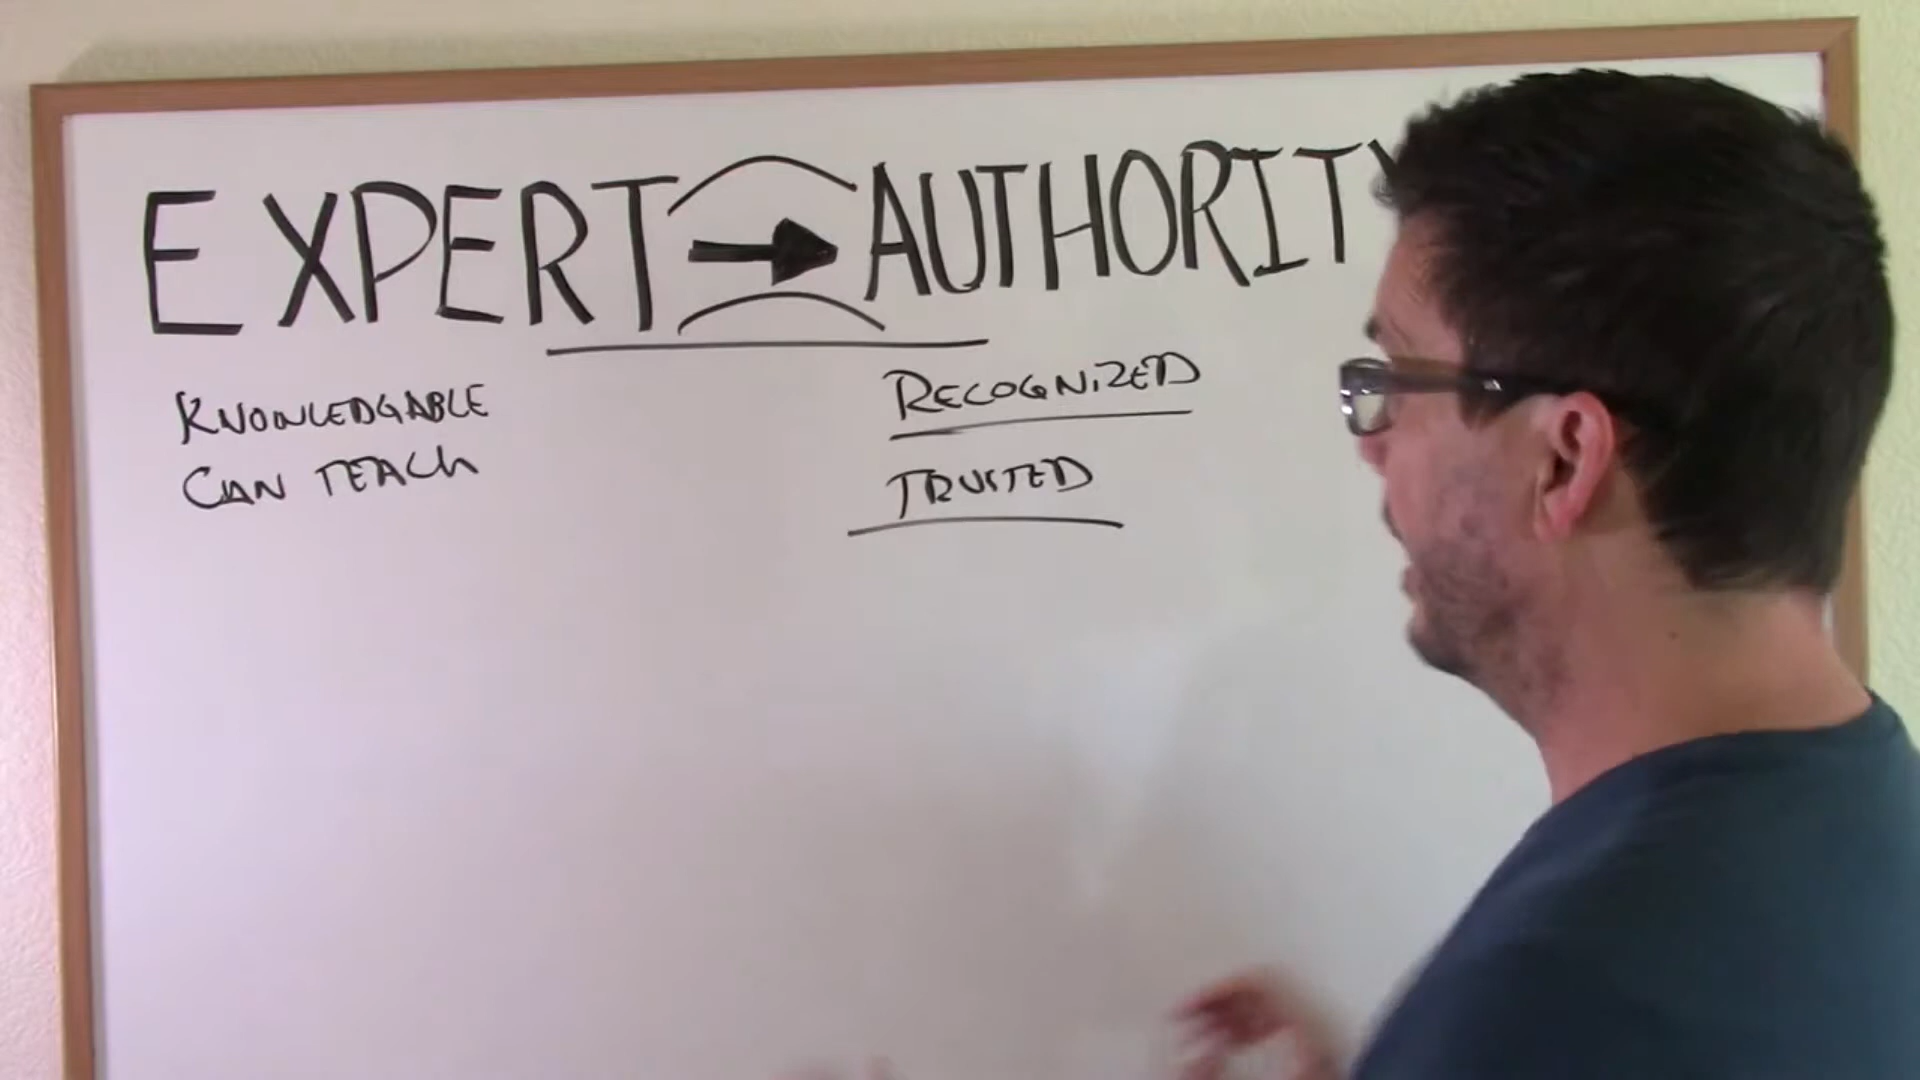 EXPERT → AUTHORITY
KNOWLEDGABLE
CAN TEACH
RECOGNIZED
TRUSTED